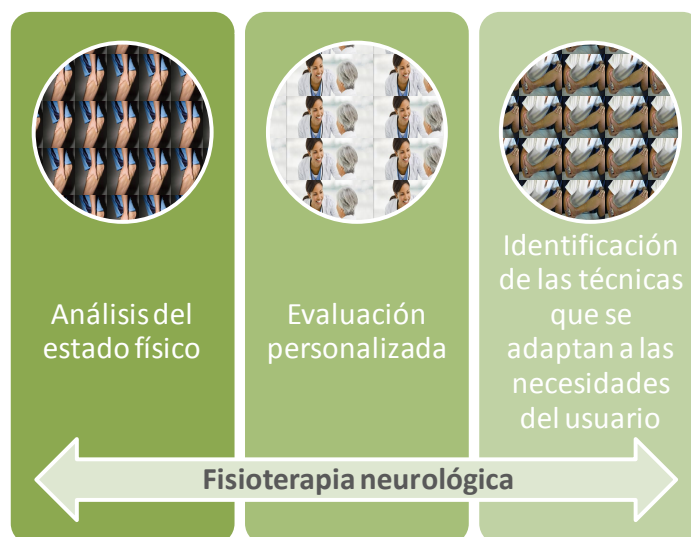 Análisis del
estado físico
Evaluación
personalizada
Identificación
de las técnicas
que se
adaptan a las
necesidades
del usuario
Fisioterapia neurológica